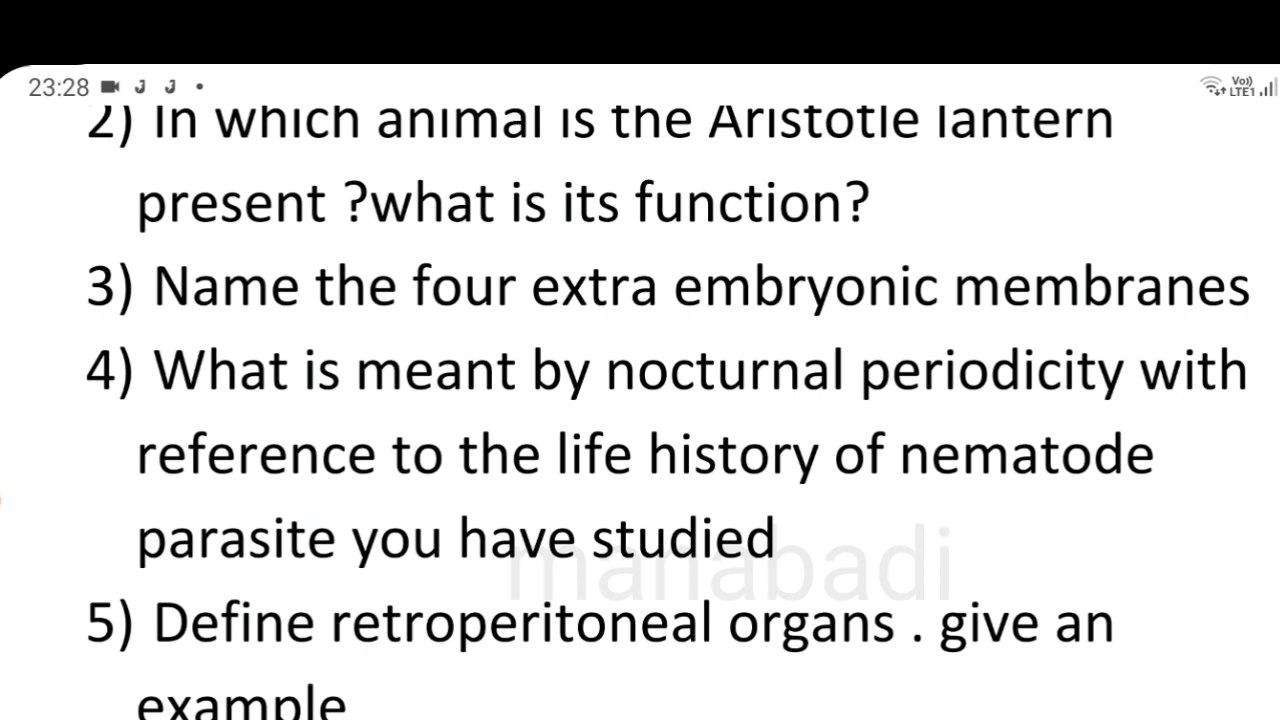 23:28
Vo)
LTE1
2) In which animal is the Aristotle lantern
present ?what is its function?
3) Name the four extra embryonic membranes
4) What is meant by nocturnal periodicity with
reference to the life history of nematode
parasite you have studied
manabadi
5) Define retroperitoneal organs . give an
example